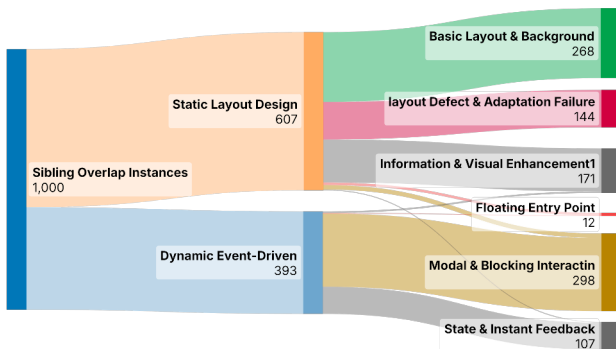 Basic Layout & Background
268
Static Layout Design
607
layout Defect & Adaptation Failure
144
Sibling Overlap Instances
1,000
Information & Visual Enhancement1
171
Floating Entry Point
12
Dynamic Event-Driven
393
Modal & Blocking Interactin
298
State & Instant Feedback
107